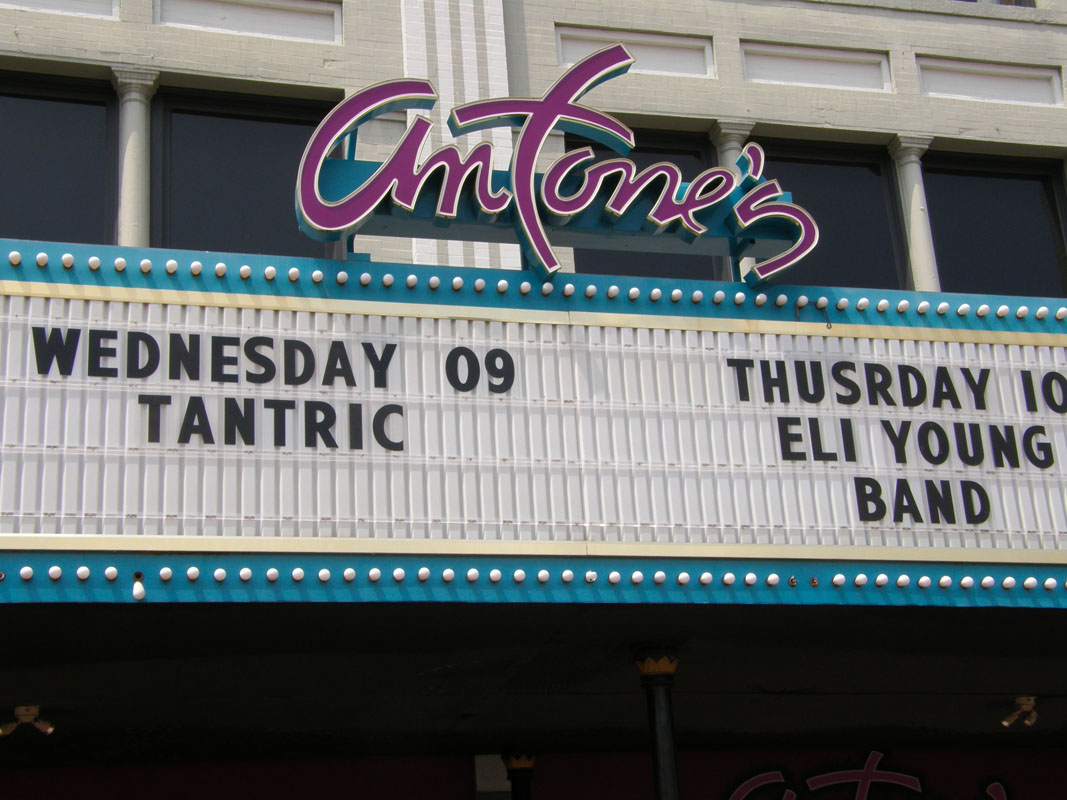 antone's
WEDNESDAY 09
TANTRIC
THUSRDAY 10
ELI YOUNG
BAND